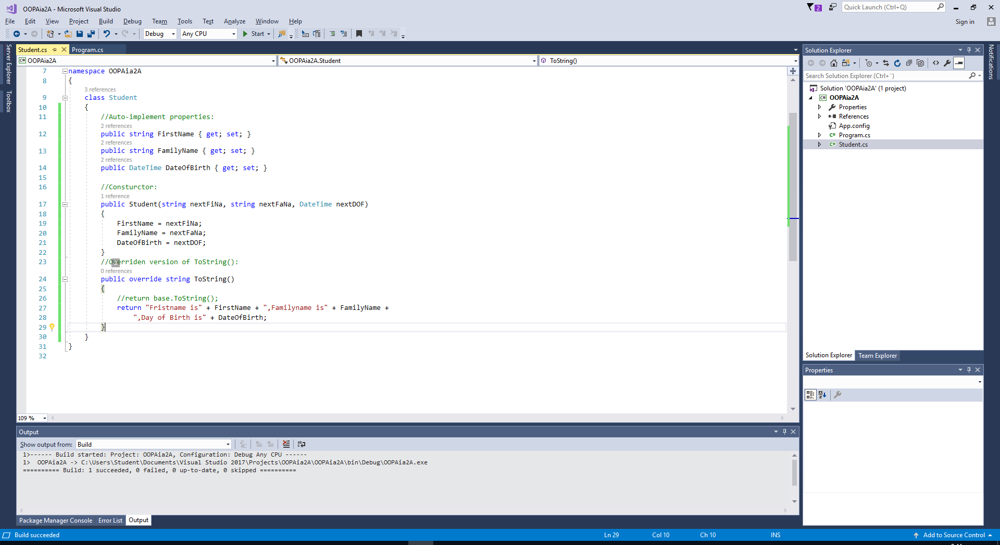 OOPAia2A - Microsoft Visual Studio
2
Quick Launch (Ctrl+Q)
File Edit View Project Build Debug Team Tools Test Analyze Window Help
Sign in
Debug Any CPU Start
Server Explorer
Toolbox
Student.cs Program.cs
OOPAia2A OOPAia2A.Student ToString()
7 namespace OOPAia2A
8 {
3 references
9 class Student
10 {
11 //Auto-implement properties:
2 references
12 public string FirstName { get; set; }
2 references
13 public string FamilyName { get; set; }
2 references
14 public DateTime DateOfBirth { get; set; }
15
16 //Consturctor:
1 reference
17 public Student(string nextFiNa, string nextFaNa, DateTime nextDOF)
18 {
19 FirstName = nextFiNa;
20 FamilyName = nextFaNa;
21 DateOfBirth = nextDOF;
22 }
23 //Overriden version of ToString():
0 references
24 public override string ToString()
25 {
26 //return base.ToString();
27 return "Fristname is" + FirstName + ",Familyname is" + FamilyName +
28 ",Day of Birth is" + DateOfBirth;
29 }
30 }
31 }
32
109 %
Output
Show output from: Build
1>------ Build started: Project: OOPAia2A, Configuration: Debug Any CPU ------
1> OOPAia2A -> C:\Users\Student\Documents\Visual Studio 2017\Projects\OOPAia2A\OOPAia2A\bin\Debug\OOPAia2A.exe
========== Build: 1 succeeded, 0 failed, 0 up-to-date, 0 skipped ==========
Package Manager Console Error List Output
Solution Explorer
Search Solution Explorer (Ctrl+¨)
Solution 'OOPAia2A' (1 project)
C# OOPAia2A
Properties
References
App.config
C# Program.cs
C# Student.cs
Solution Explorer Team Explorer
Properties
Notifications
Build succeeded Ln 29 Col 10 Ch 10 INS Add to Source Control